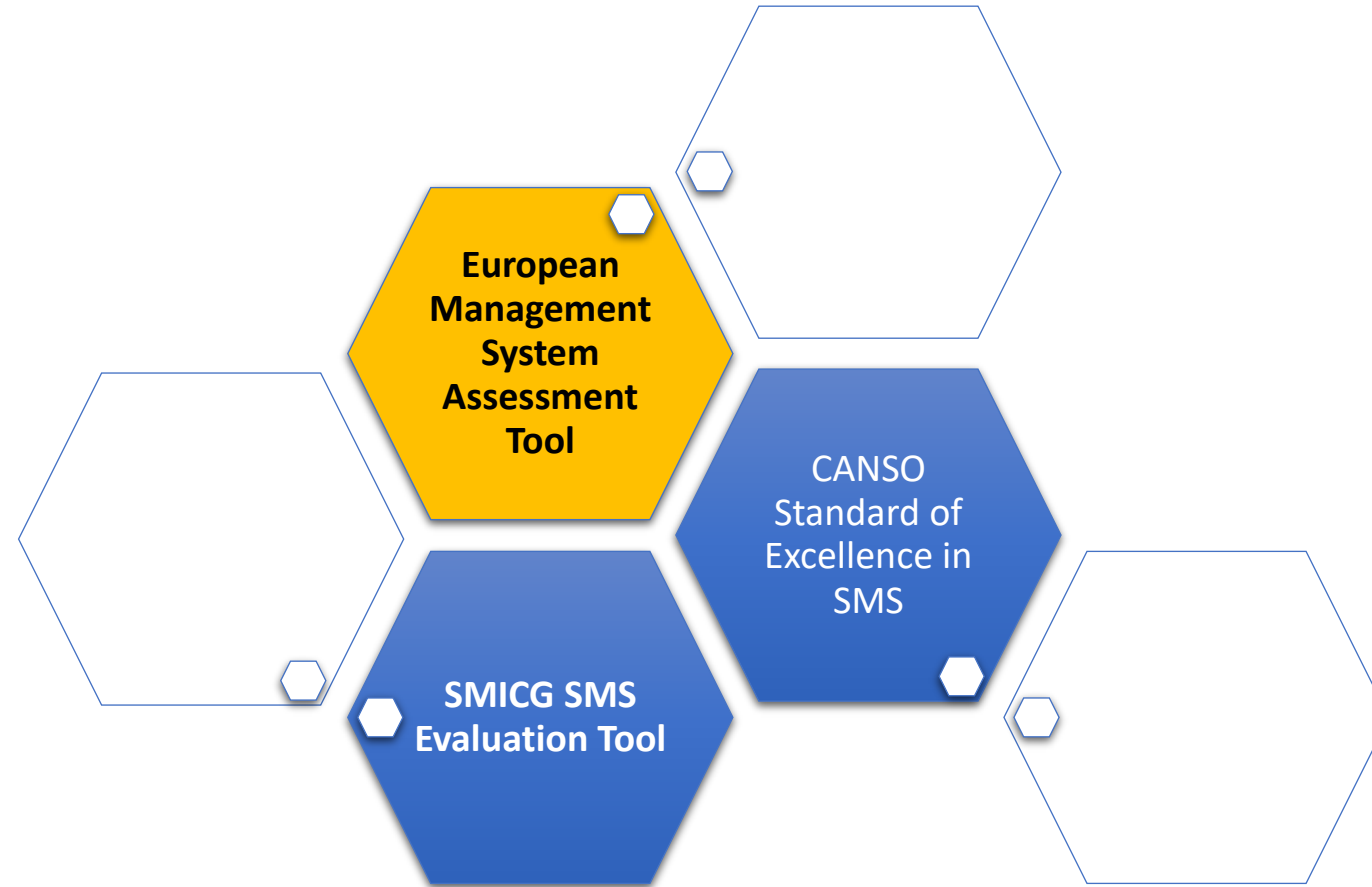 European
Management
System
Assessment
Tool
CANSO
Standard of
Excellence in
SMS
SMICG SMS
Evaluation Tool